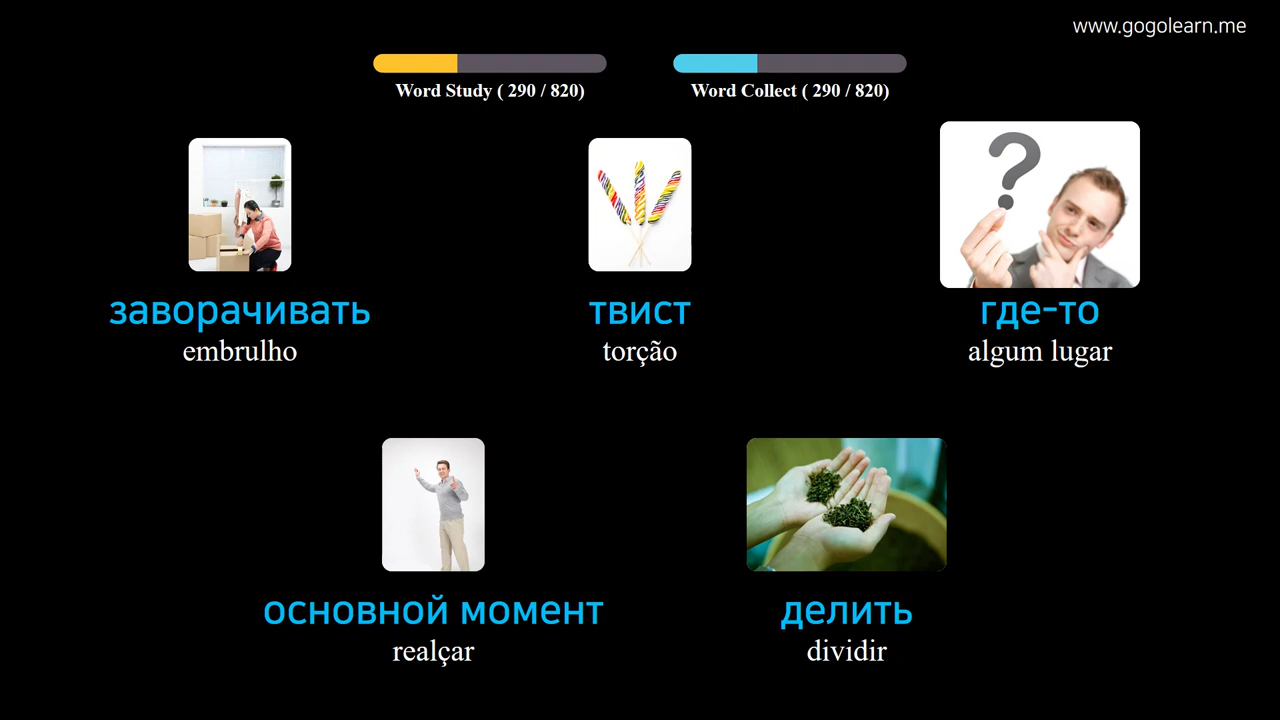 www.gogolearn.me
Word Study ( 290 / 820)
Word Collect ( 290 / 820)
заворачивать
embrulho
твист
torção
где-то
algum lugar
основной момент
realçar
делить
dividir